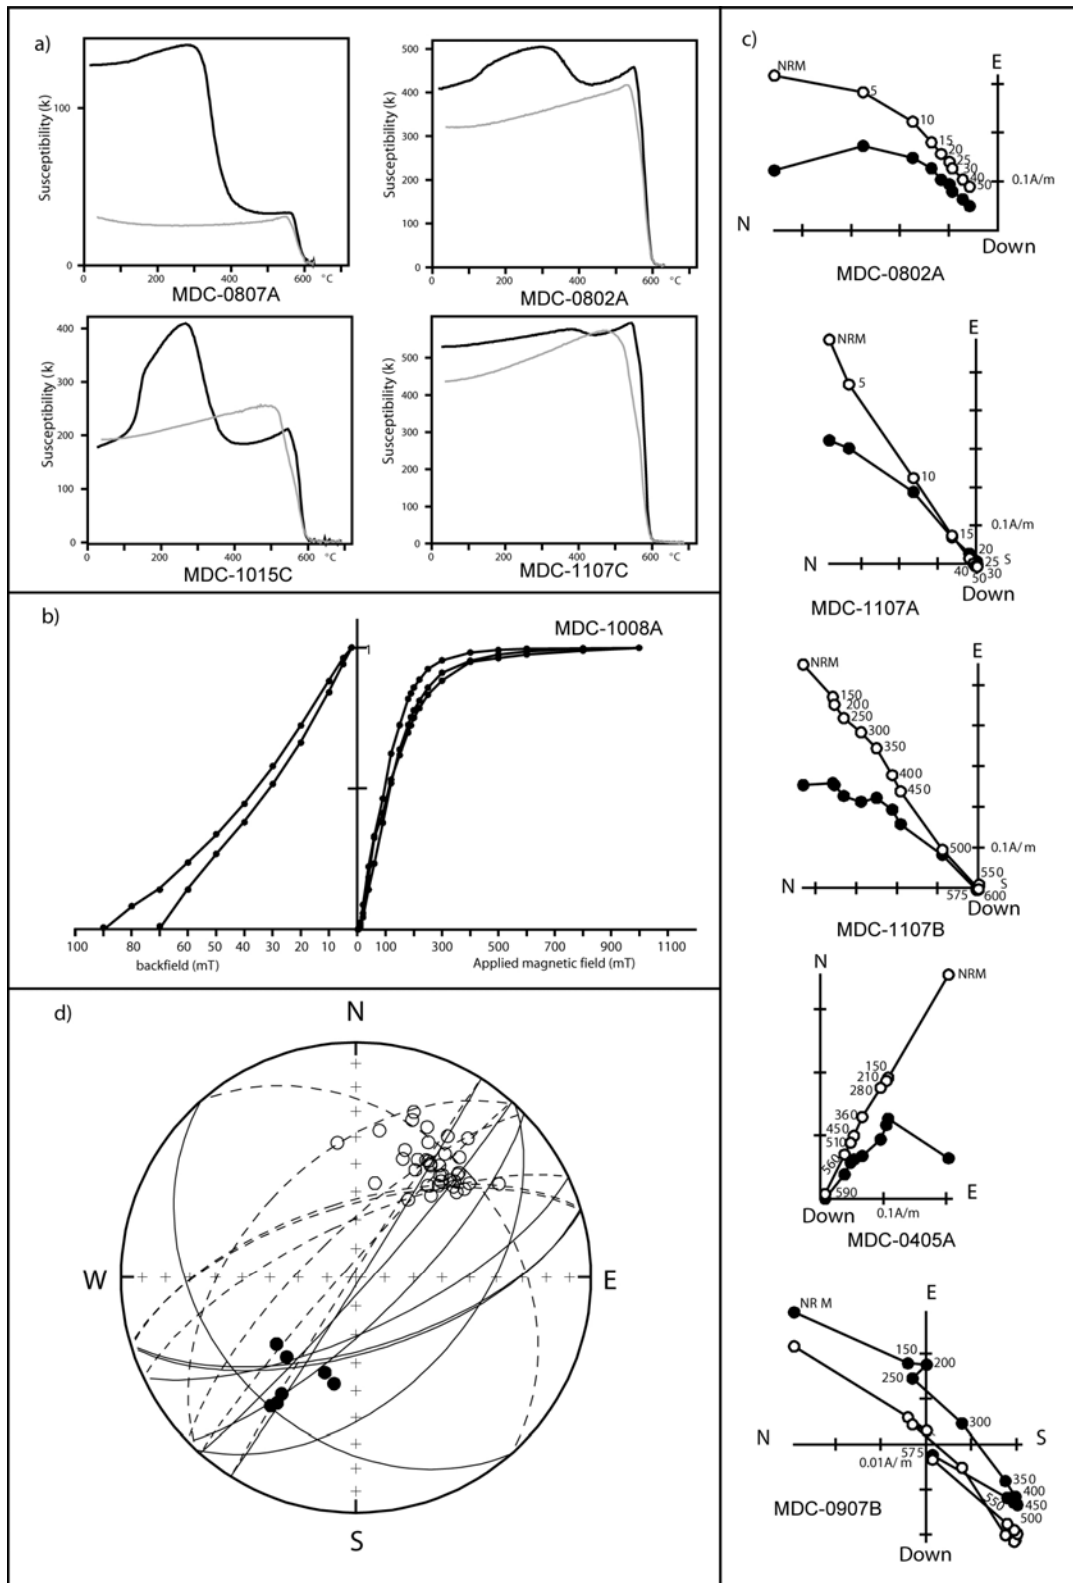 a)
Susceptibility (k)
100
0
0
200
400
600
°C
MDC-0807A
Susceptibility (k)
500
400
300
200
100
0
0
200
400
600
°C
MDC-0802A
Susceptibility (k)
400
300
200
100
0
0
200
400
600
°C
MDC-1015C
Susceptibility (k)
500
400
300
200
100
0
0
200
400
600
°C
MDC-1107C
b)
MDC-1008A
1
100 90 80 70 60 50 40 30 20 10 0 100 300 500 700 900 1100
backfield (mT)
Applied magnetic field (mT)
d)
N
W
E
S
c)
E
NRM
5
10
15
20
25
30
40
50
0.1A/m
N
Down
MDC-0802A
E
NRM
5
10
15
0.1A/m
20
25
S
N
40
30
50
Down
MDC-1107A
E
NRM
150
200
250
300
350
400
450
500
0.1A/m
550
S
N
575
600
Down
MDC-1107B
N
NRM
150
210
280
360
450
510
560
590
E
Down
0.1A/m
MDC-0405A
E
NR M
150
200
250
300
N
S
575
0.01A/m
350
400
550
450
500
MDC-0907B
Down